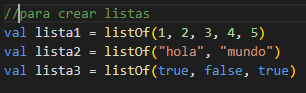 //para crear listas
val lista1 = listOf(1, 2, 3, 4, 5)
val lista2 = listOf("hola", "mundo")
val lista3 = listOf(true, false, true)